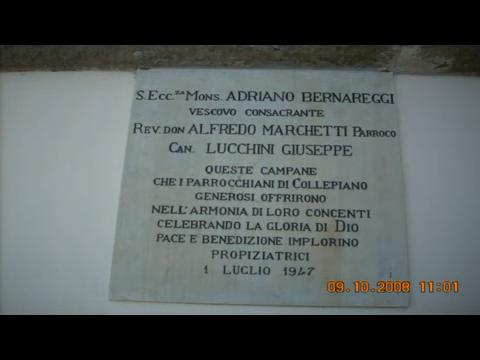 S.Ecc.za Mons. ADRIANO BERNAREGGI
VESCOVO CONSACRANTE
REV. DON ALFREDO MARCHETTI PARROCO
CAN. LUCCHINI GIUSEPPE
QUESTE CAMPANE
CHE I PARROCCHIANI DI COLLEPIANO
GENEROSI OFFRIRONO
NELL'ARMONIA DI LORO CONCENTI
CELEBRANDO LA GLORIA DI DIO
PACE E BENEDIZIONE IMPLORINO
PROPIZIATRICI
1 LUGLIO 1947
09.10.2008 11:01